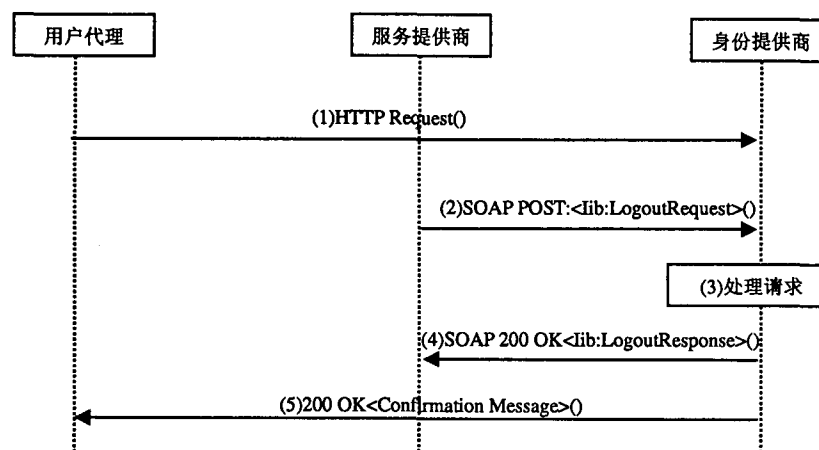 用户代理
服务提供商
身份提供商
(1)HTTP Request()
(2)SOAP POST:<lib:LogoutRequest>()
(3)处理请求
(4)SOAP 200 OK<lib:LogoutResponse>()
(5)200 OK<Confirmation Message>()